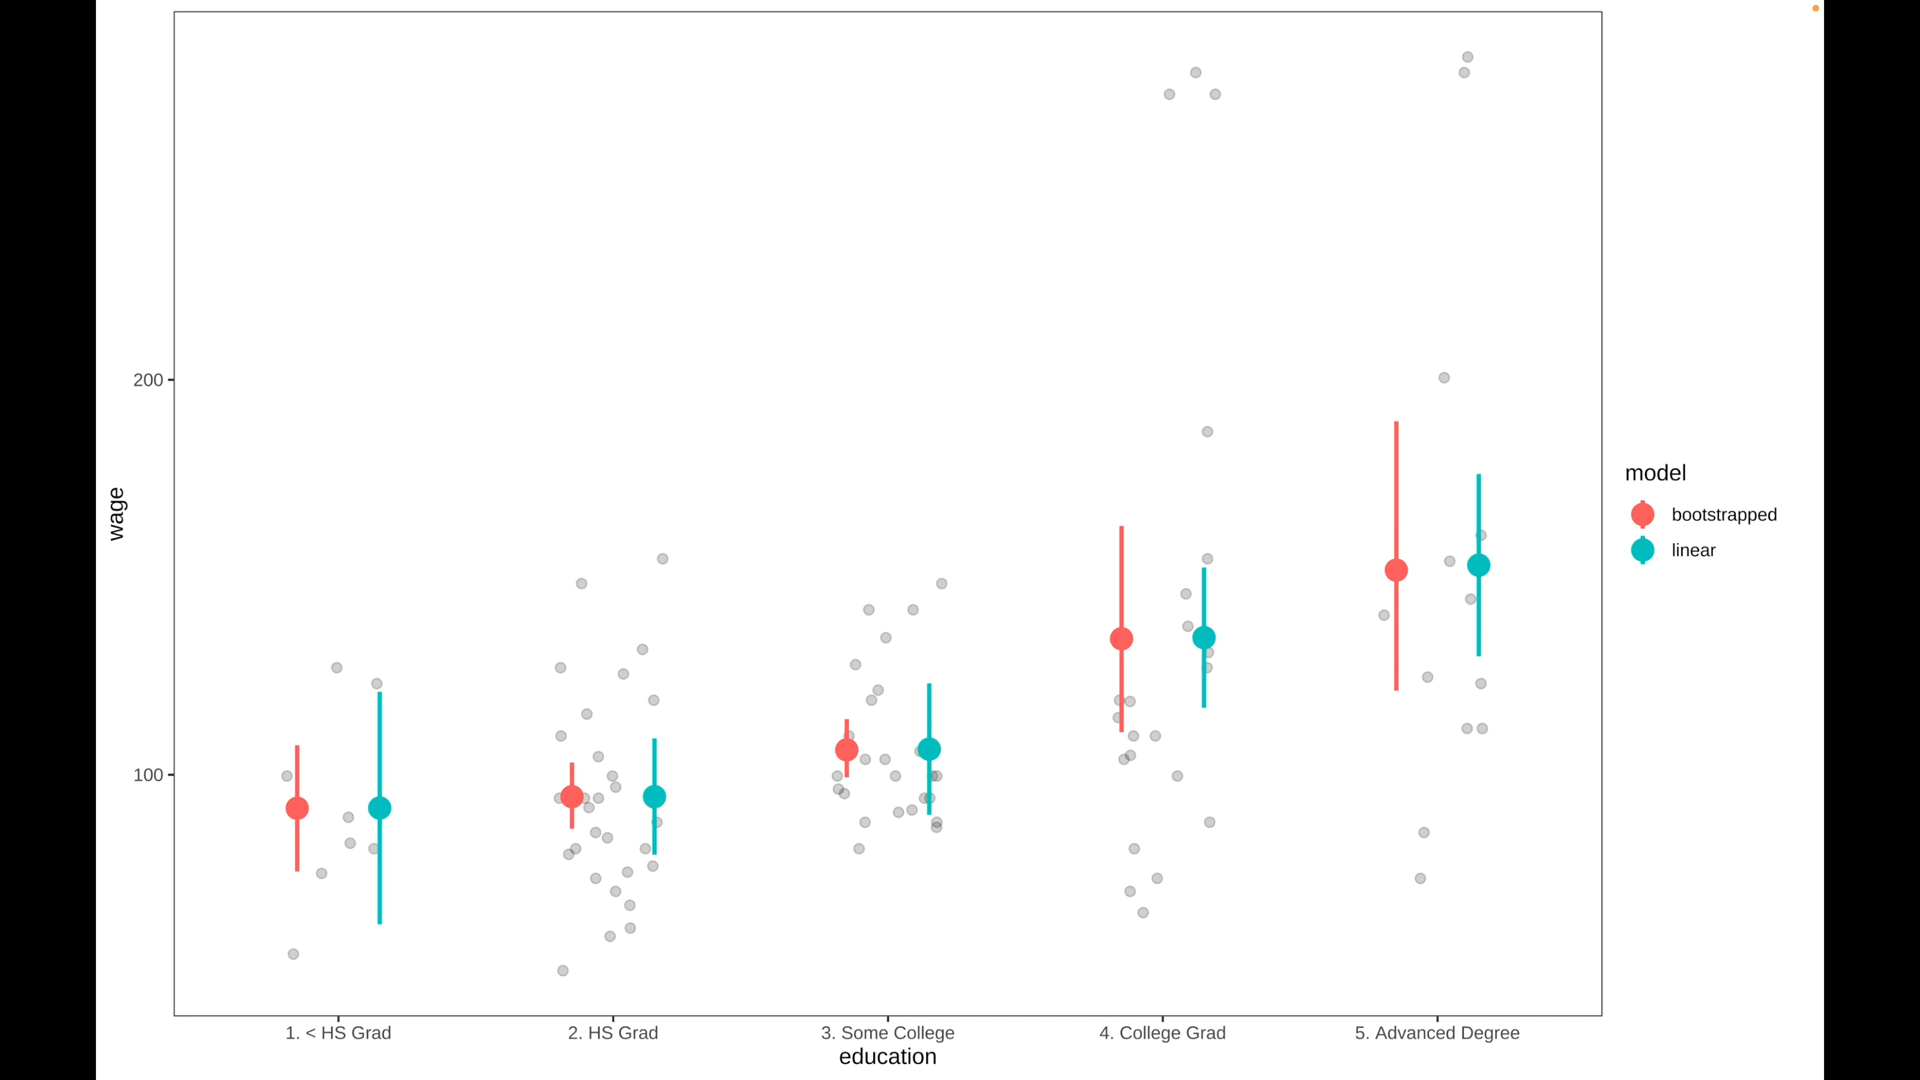 200
100
wage
1. < HS Grad
2. HS Grad
3. Some College
4. College Grad
5. Advanced Degree
education
model
bootstrapped
linear